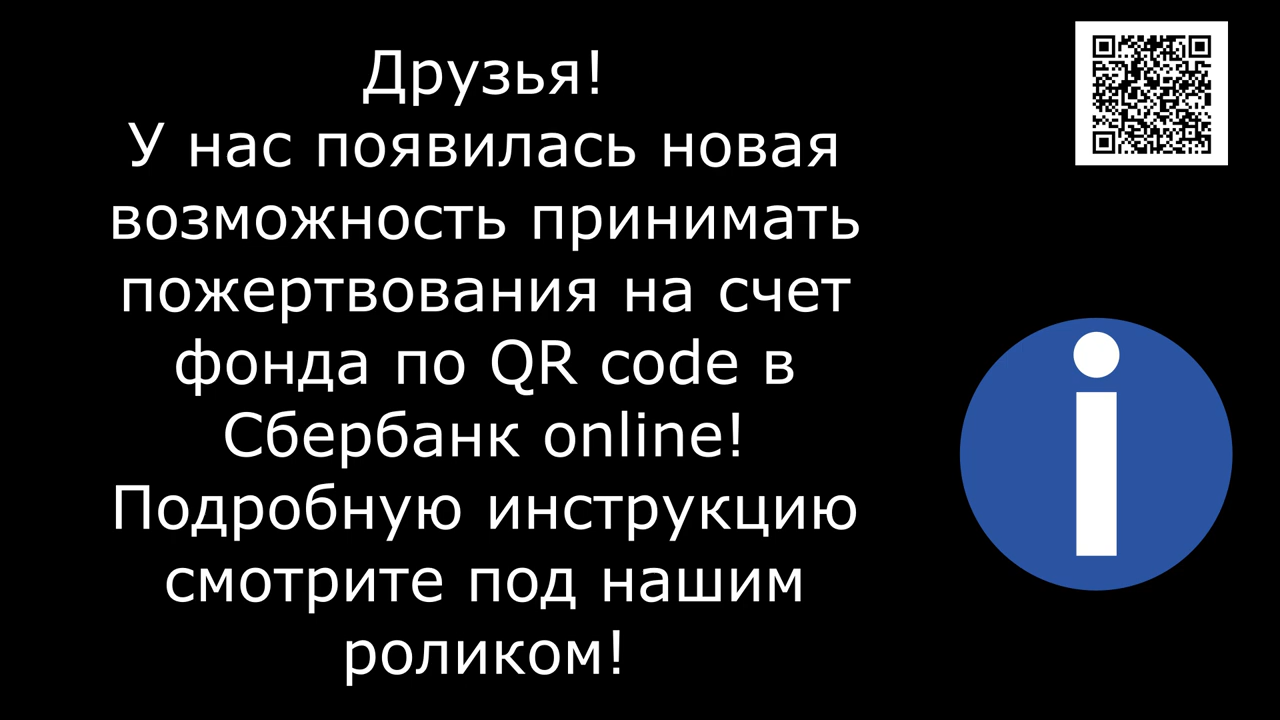 Друзья!
У нас появилась новая
возможность принимать
пожертвования на счет
фонда по QR code в
Сбербанк online!
Подробную инструкцию
смотрите под нашим
роликом!
i